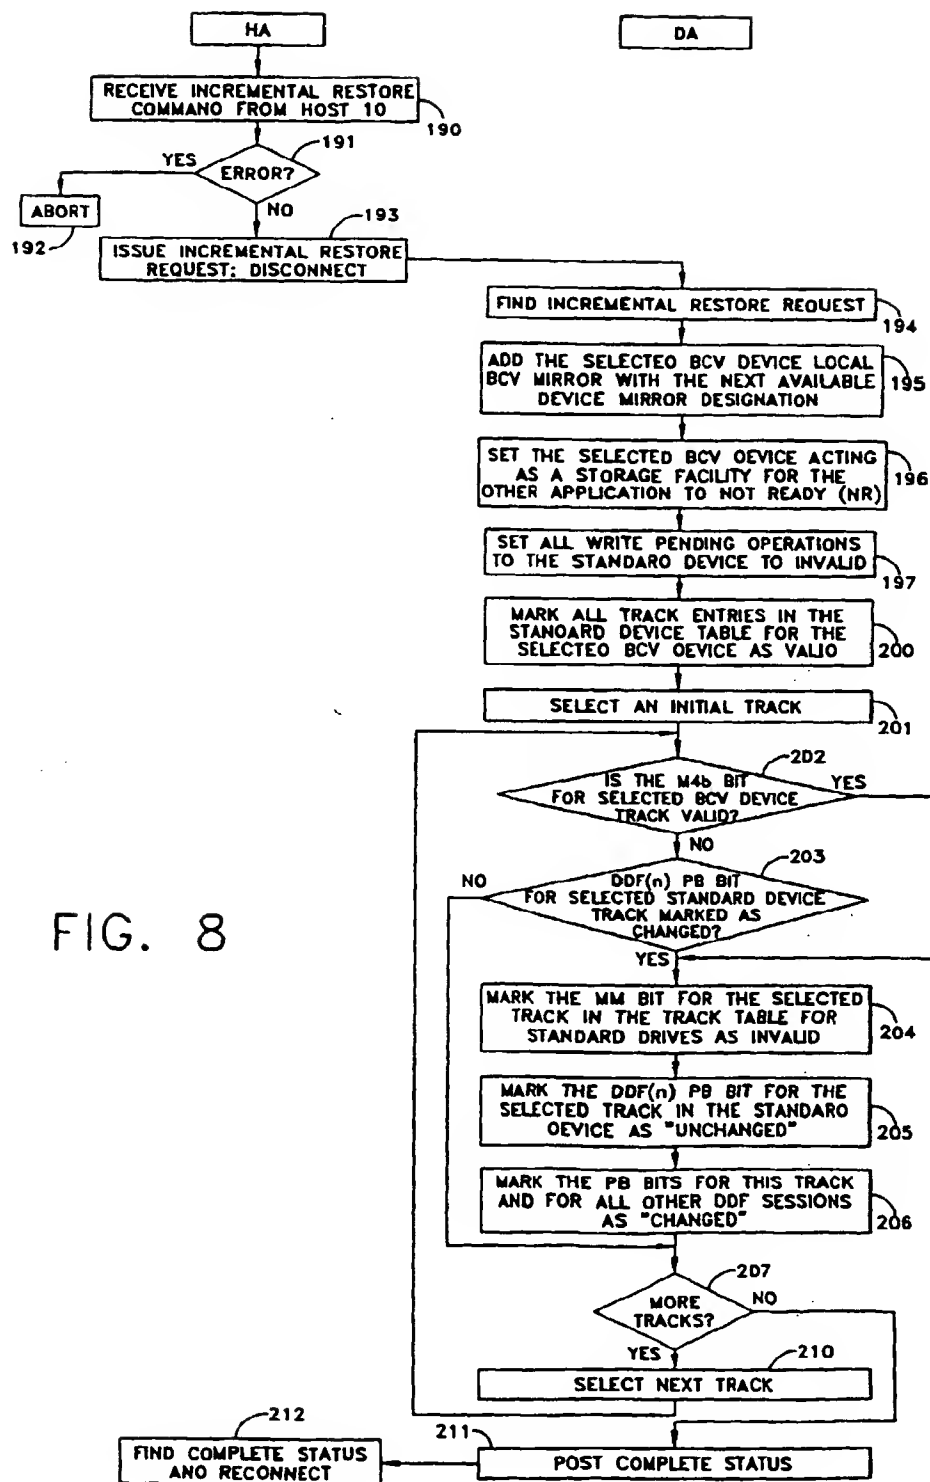 HA
DA
RECEIVE INCREMENTAL RESTORE
COMMANO FROM HOST 10
190
191
YES
ERROR?
ABORT
192
NO
193
ISSUE INCREMENTAL RESTORE
REQUEST; DISCONNECT
FIND INCREMENTAL RESTORE REQUEST
194
ADD THE SELECTEO BCV DEVICE LOCAL
BCV MIRROR WITH THE NEXT AVAILABLE
DEVICE MIRROR DESIGNATION
195
SET THE SELECTED BCV OEVICE ACTING
AS A STORAGE FACILITY FOR THE
OTHER APPLICATION TO NOT READY (NR)
196
SET ALL WRITE PENDING OPERATIONS
TO THE STANDARO DEVICE TO INVALID
197
MARK ALL TRACK ENTRIES IN THE
STANOARD DEVICE TABLE FOR THE
SELECTEO BCV OEVICE AS VALIO
200
SELECT AN INITIAL TRACK
201
2D2
IS THE M4b BIT
FOR SELECTED BCV DEVICE
TRACK VALID?
YES
NO
203
NO
DDF(n) PB BIT
FOR SELECTED STANDARD DEVICE
TRACK MARKED AS
CHANGED?
YES
MARK THE MM BIT FOR THE SELECTED
TRACK IN THE TRACK TABLE FOR
STANDARD DRIVES AS INVALID
204
MARK THE DDF(n) PB BIT FOR THE
SELECTED TRACK IN THE STANDARO
OEVICE AS "UNCHANGED"
205
MARK THE PB BITS FOR THIS TRACK
AND FOR ALL OTHER DDF SESSIONS
AS "CHANGED"
206
2D7
MORE
TRACKS?
NO
YES
210
SELECT NEXT TRACK
212
FIND COMPLETE STATUS
ANO RECONNECT
211
POST COMPLETE STATUS
FIG. 8